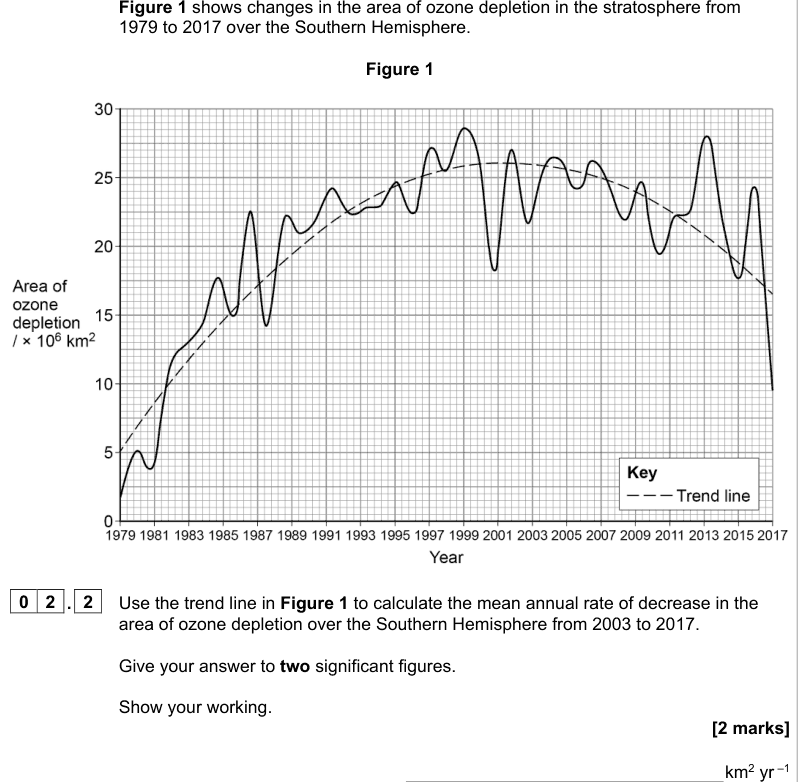 Figure 1 shows changes in the area of ozone depletion in the stratosphere from
1979 to 2017 over the Southern Hemisphere.
Figure 1
30
25
20
15
10
5
0
Area of
ozone
depletion
/ × 10⁶ km²
Key
Trend line
1979 1981 1983 1985 1987 1989 1991 1993 1995 1997 1999 2001 2003 2005 2007 2009 2011 2013 2015 2017
Year
0 2 . 2 Use the trend line in Figure 1 to calculate the mean annual rate of decrease in the
area of ozone depletion over the Southern Hemisphere from 2003 to 2017.
Give your answer to two significant figures.
Show your working.
[2 marks]
km² yr⁻¹